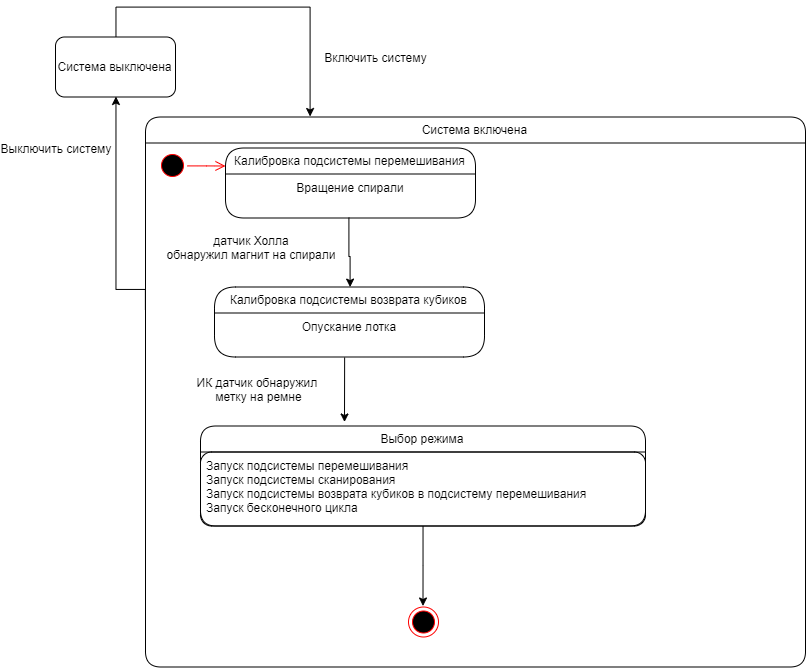 Включить систему
Система выключена
Выключить систему
Система включена
Калибровка подсистемы перемешивания
Вращение спирали
датчик Холла
обнаружил магнит на спирали
Калибровка подсистемы возврата кубиков
Опускание лотка
ИК датчик обнаружил
метку на ремне
Выбор режима
Запуск подсистемы перемешивания
Запуск подсистемы сканирования
Запуск подсистемы возврата кубиков в подсистему перемешивания
Запуск бесконечного цикла